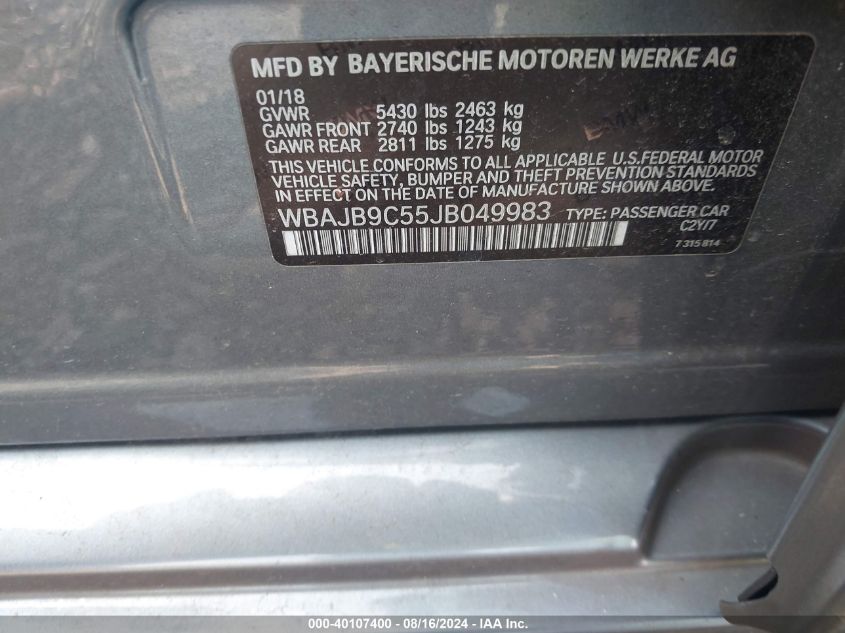 MFD BY BAYERISCHE MOTOREN WERKE AG
01/18
GVWR 5430 lbs 2463 kg
GAWR FRONT 2740 lbs 1243 kg
GAWR REAR 2811 lbs 1275 kg
THIS VEHICLE CONFORMS TO ALL APPLICABLE U.S.FEDERAL MOTOR
VEHICLE SAFETY, BUMPER AND THEFT PREVENTION STANDARDS
IN EFFECT ON THE DATE OF MANUFACTURE SHOWN ABOVE.
WBAJB9C55JB049983 TYPE: PASSENGER CAR
C2Y/7
7 315 814
000-40107400 - 08/16/2024 - IAA Inc.